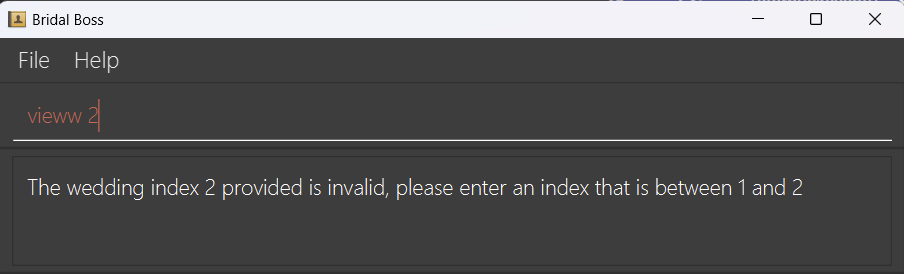 Bridal Boss
File Help
vieww 2
The wedding index 2 provided is invalid, please enter an index that is between 1 and 2